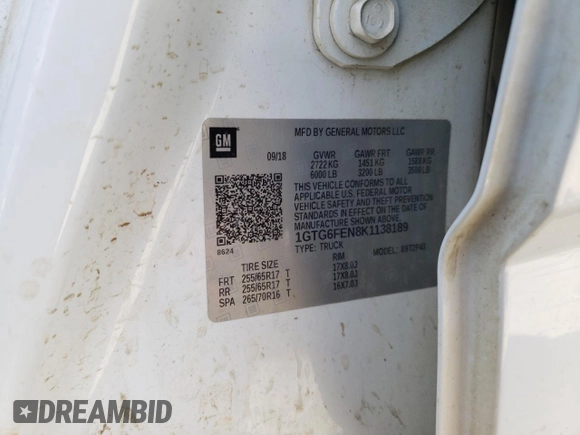 MFD BY GENERAL MOTORS LLC
GM
09/18 GVWR GAWR FRT GAWR RR
2722 KG 1451 KG 1588 KG
6000 LB 3200 LB 3500 LB
THIS VEHICLE CONFORMS TO ALL
APPLICABLE U.S. FEDERAL MOTOR
VEHICLE SAFETY AND THEFT PREVENTION
STANDARDS IN EFFECT ON THE DATE OF
MANUFACTURE SHOWN ABOVE.
1GTG6FEN8K1138189
TYPE: TRUCK MODEL:
8624
TIRE SIZE RIM
FRT 255/65R17 T 17X8.0J
RR 255/65R17 T 17X8.0J
SPA 265/70R16 T 16X7.0J
DREAMBID